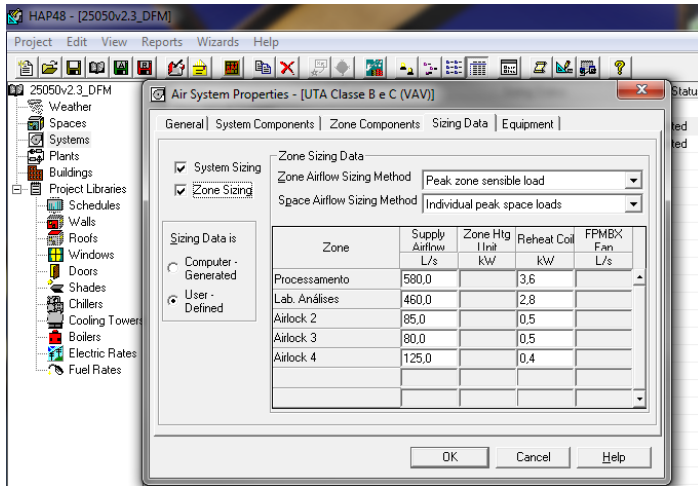 HAP48 - [25050v2.3_DFM]
Project Edit View Reports Wizards Help
25050v2.3_DFM
Weather
Spaces
Systems
Plants
Buildings
Project Libraries
Schedules
Walls
Roofs
Windows
Doors
Shades
Chillers
Cooling Towers
Boilers
Electric Rates
Fuel Rates
Statu
ted
ted
Air System Properties - [UTA Classe B e C (VAV)]
General System Components Zone Components Sizing Data Equipment
System Sizing
Zone Sizing
Sizing Data is
Computer -
Generated
User -
Defined
Zone Sizing Data
Zone Airflow Sizing Method Peak zone sensible load
Space Airflow Sizing Method Individual peak space loads
Zone Supply Airflow Zone Htg Unit Reheat Coil FPMBX Fan
L/s kW kW L/s
Processamento 580,0 3,6
Lab. Análises 460,0 2,8
Airlock 2 85,0 0,5
Airlock 3 80,0 0,5
Airlock 4 125,0 0,4
OK Cancel Help